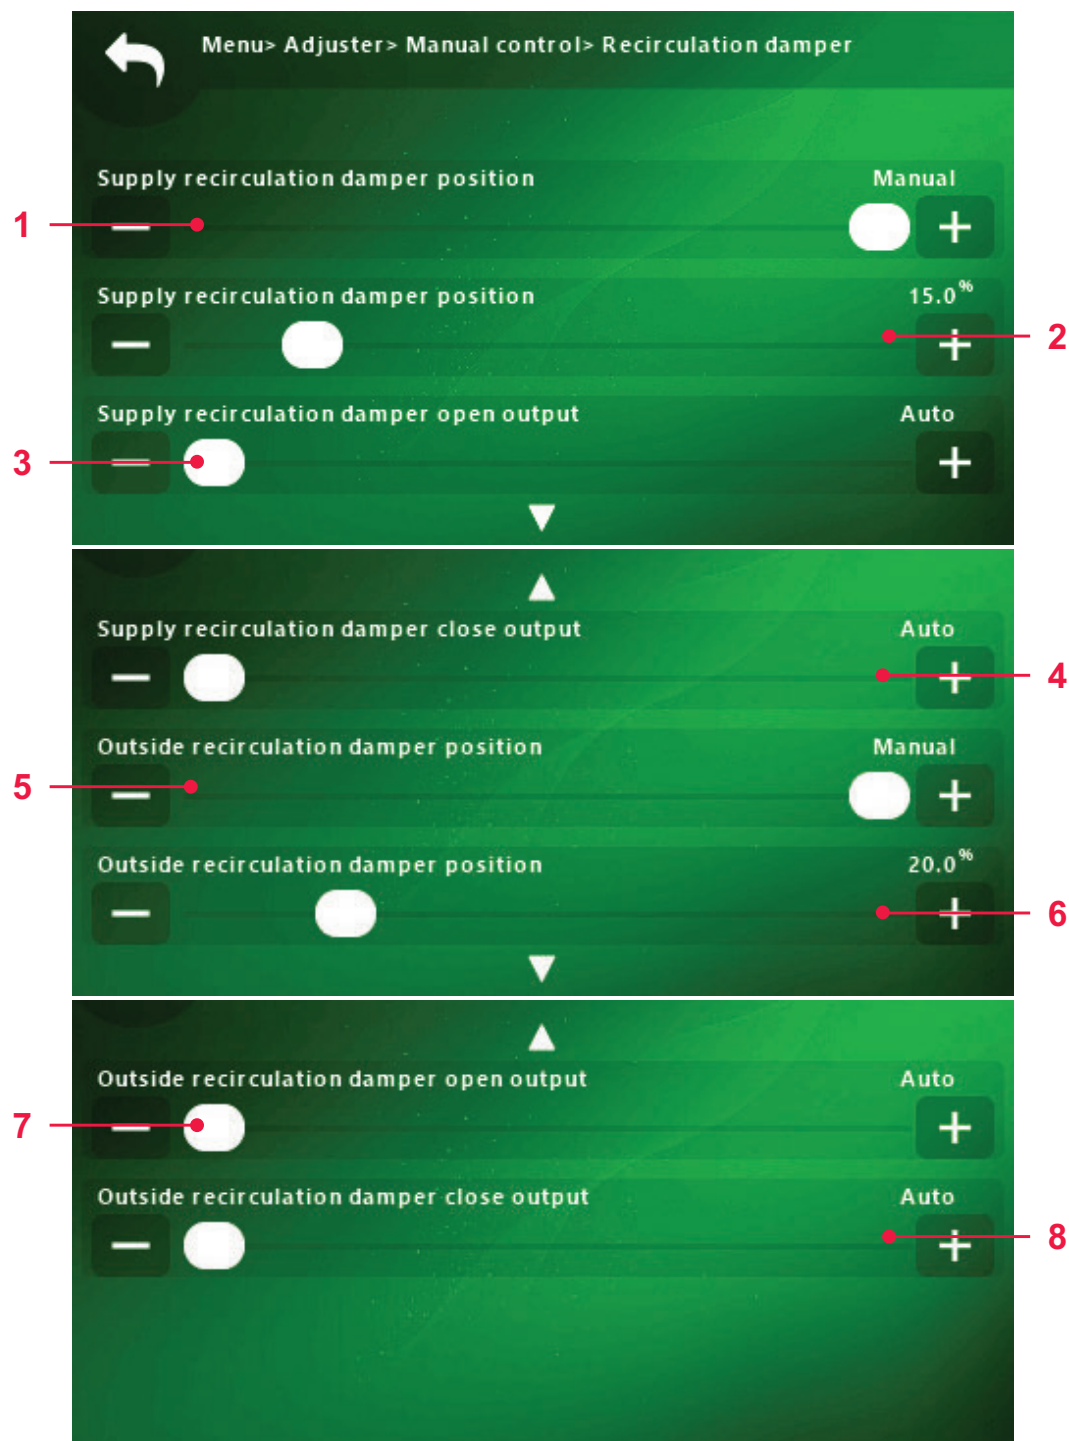 Menu> Adjuster> Manual control> Recirculation damper
Supply recirculation damper position Manual
1
Supply recirculation damper position 15.0%
2
Supply recirculation damper open output Auto
3
Supply recirculation damper close output Auto
4
Outside recirculation damper position Manual
5
Outside recirculation damper position 20.0%
6
Outside recirculation damper open output Auto
7
Outside recirculation damper close output Auto
8